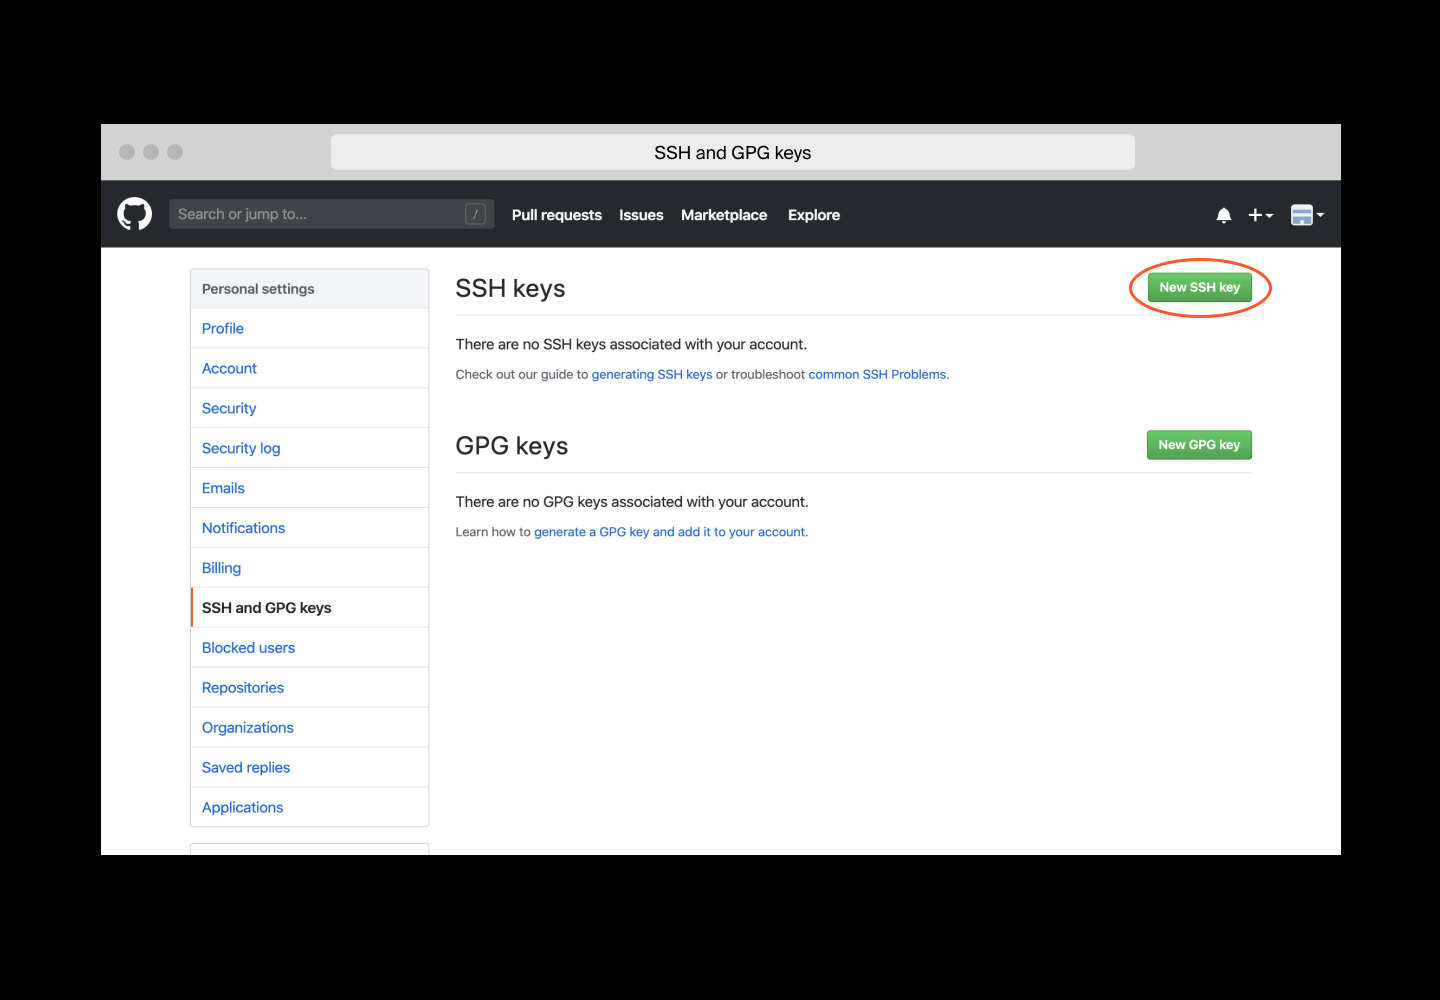 SSH and GPG keys
Search or jump to... /
Pull requests Issues Marketplace Explore
Personal settings
Profile
Account
Security
Security log
Emails
Notifications
Billing
SSH and GPG keys
Blocked users
Repositories
Organizations
Saved replies
Applications
SSH keys
New SSH key
There are no SSH keys associated with your account.
Check out our guide to generating SSH keys or troubleshoot common SSH Problems.
GPG keys
New GPG key
There are no GPG keys associated with your account.
Learn how to generate a GPG key and add it to your account.